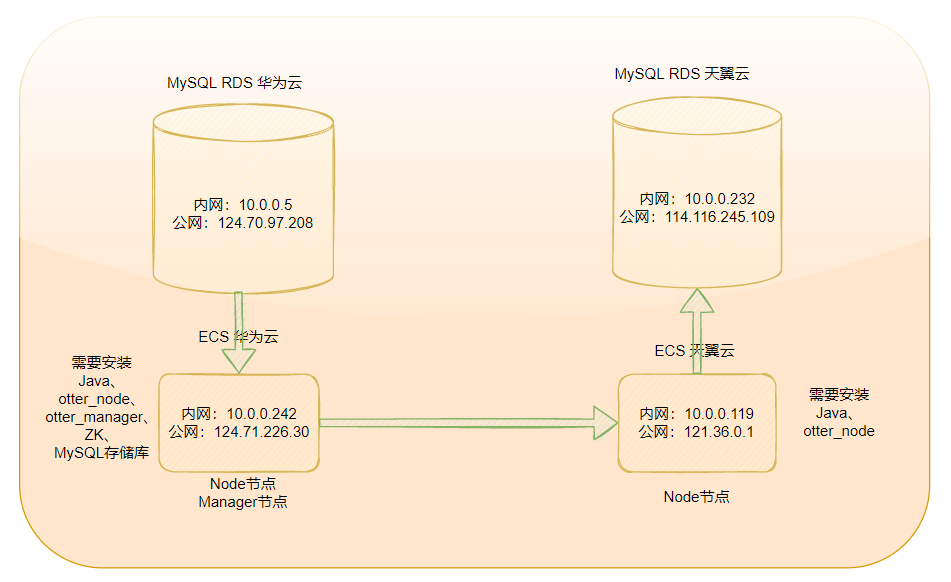 MySQL RDS 华为云
内网：10.0.0.5
公网：124.70.97.208
MySQL RDS 天翼云
内网：10.0.0.232
公网：114.116.245.109
ECS 华为云
需要安装
Java、
otter_node、
otter_manager、
ZK、
MySQL存储库
内网：10.0.0.242
公网：124.71.226.30
Node节点
Manager节点
ECS 天翼云
内网：10.0.0.119
公网：121.36.0.1
Node节点
需要安装
Java、
otter_node